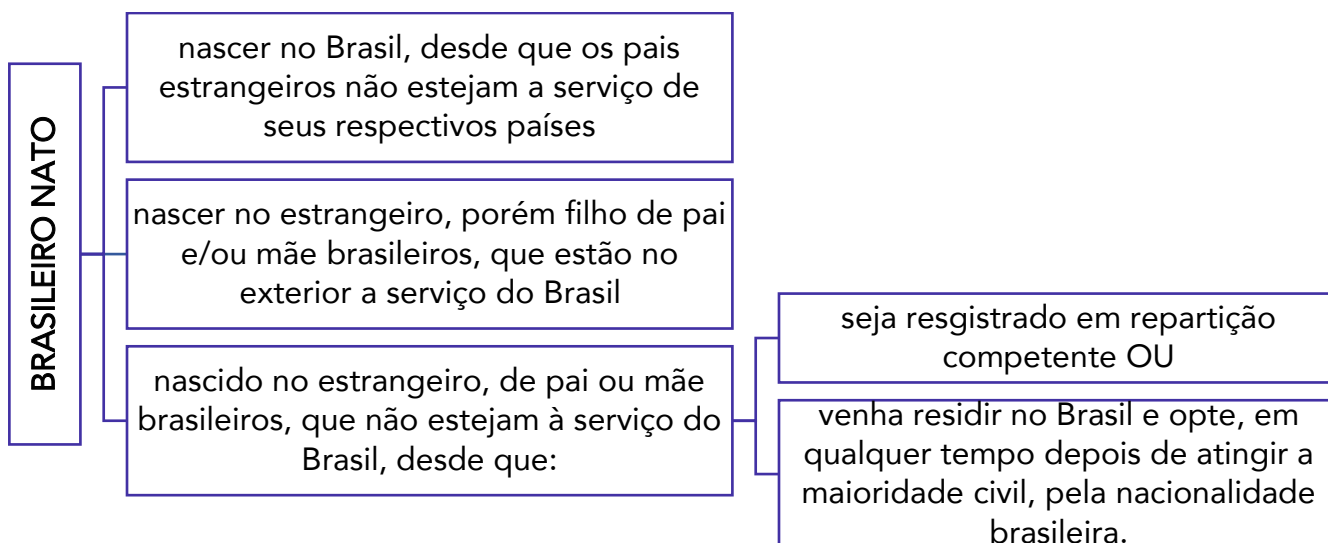 BRASILEIRO NATO
nascer no Brasil, desde que os pais
estrangeiros não estejam a serviço de
seus respectivos países
nascer no estrangeiro, porém filho de pai
e/ou mãe brasileiros, que estão no
exterior a serviço do Brasil
nascido no estrangeiro, de pai ou mãe
brasileiros, que não estejam à serviço do
Brasil, desde que:
seja resgistrado em repartição
competente OU
venha residir no Brasil e opte, em
qualquer tempo depois de atingir a
maioridade civil, pela nacionalidade
brasileira.